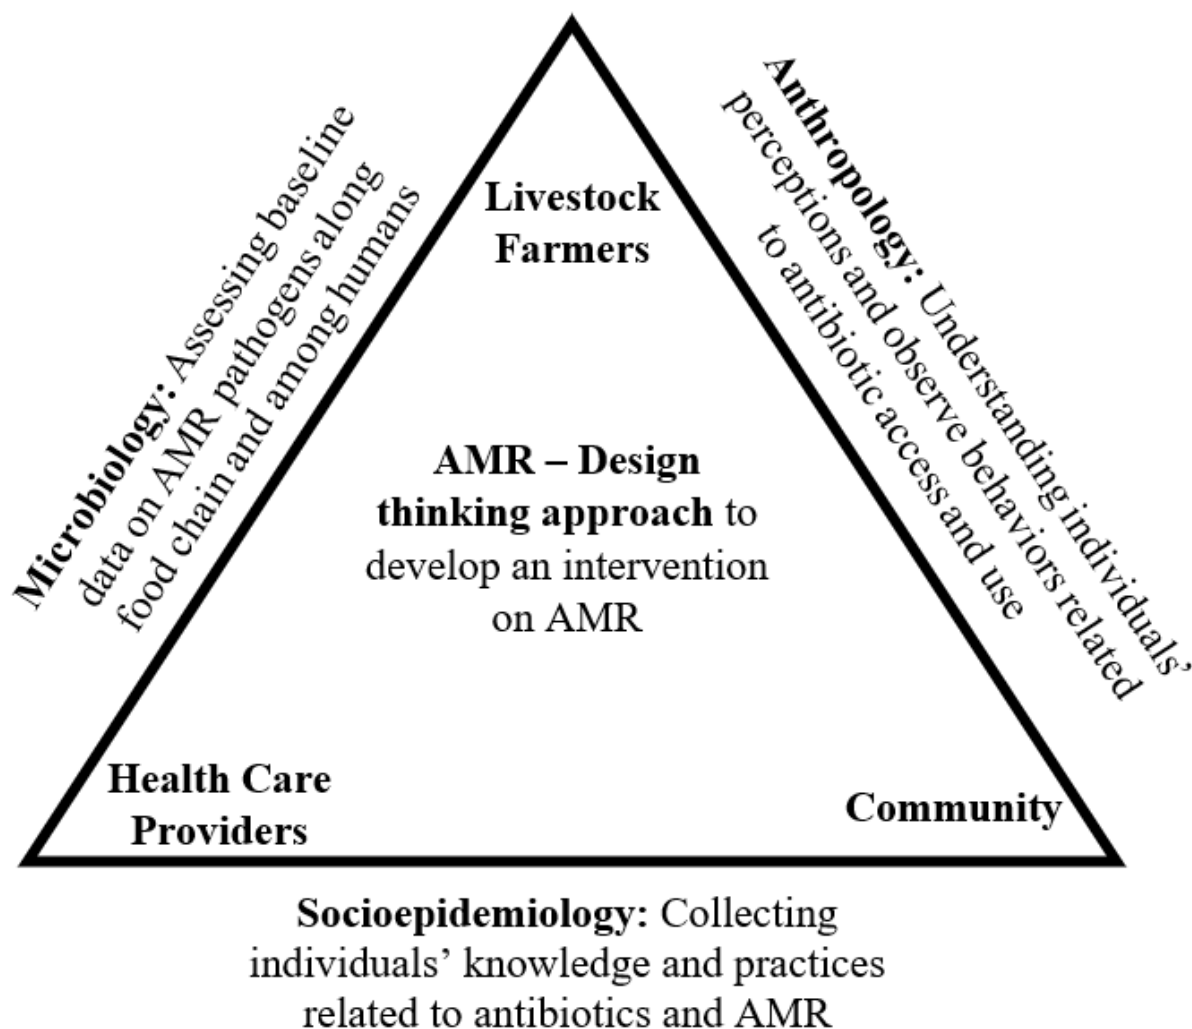 Microbiology: Assessing baseline
data on AMR pathogens along
food chain and among humans
Anthropology: Understanding individuals’
perceptions and observe behaviors related
to antibiotic access and use
Livestock
Farmers
AMR – Design
thinking approach to
develop an intervention
on AMR
Health Care
Providers
Community
Socioepidemiology: Collecting
individuals’ knowledge and practices
related to antibiotics and AMR